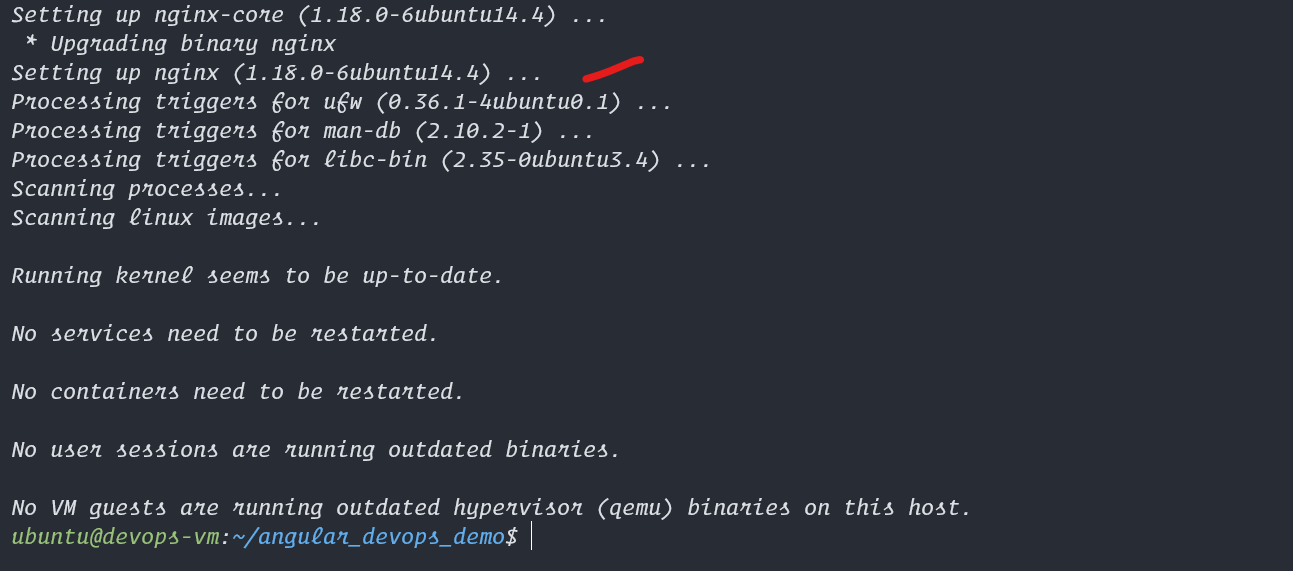 Setting up nginx-core (1.18.0-6ubuntu14.4) ...
 * Upgrading binary nginx
Setting up nginx (1.18.0-6ubuntu14.4) ...
Processing triggers for ufw (0.36.1-4ubuntu0.1) ...
Processing triggers for man-db (2.10.2-1) ...
Processing triggers for libc-bin (2.35-0ubuntu3.4) ...
Scanning processes...
Scanning linux images...
Running kernel seems to be up-to-date.
No services need to be restarted.
No containers need to be restarted.
No user sessions are running outdated binaries.
No VM guests are running outdated hypervisor (qemu) binaries on this host.
ubuntu@devops-vm:~/angular_devops_demo$